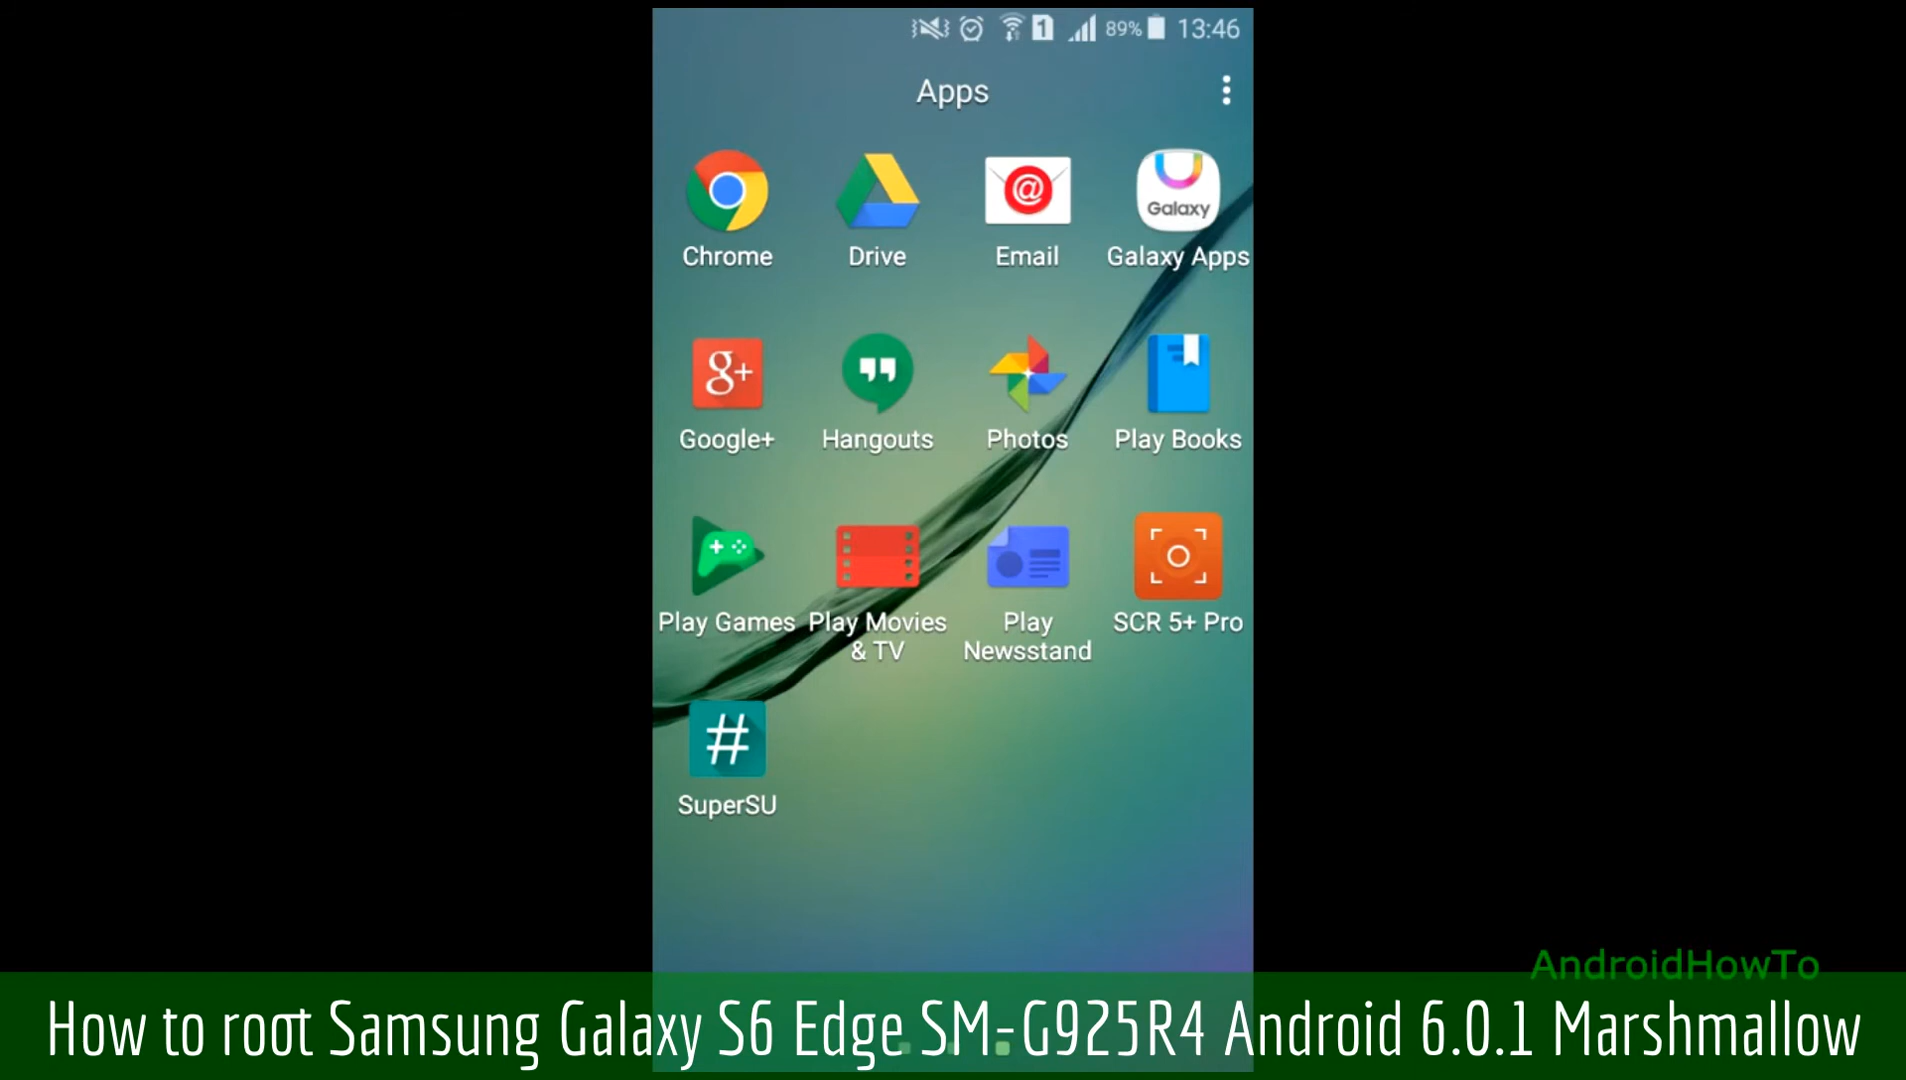 1 89% 13:46
Apps
Galaxy
Chrome Drive Email Galaxy Apps
g+
Google+ Hangouts Photos Play Books
Play Games Play Movies & TV Play Newsstand SCR 5+ Pro
#
SuperSU
AndroidHowTo
How to root Samsung Galaxy S6 Edge SM-G925R4 Android 6.0.1 Marshmallow